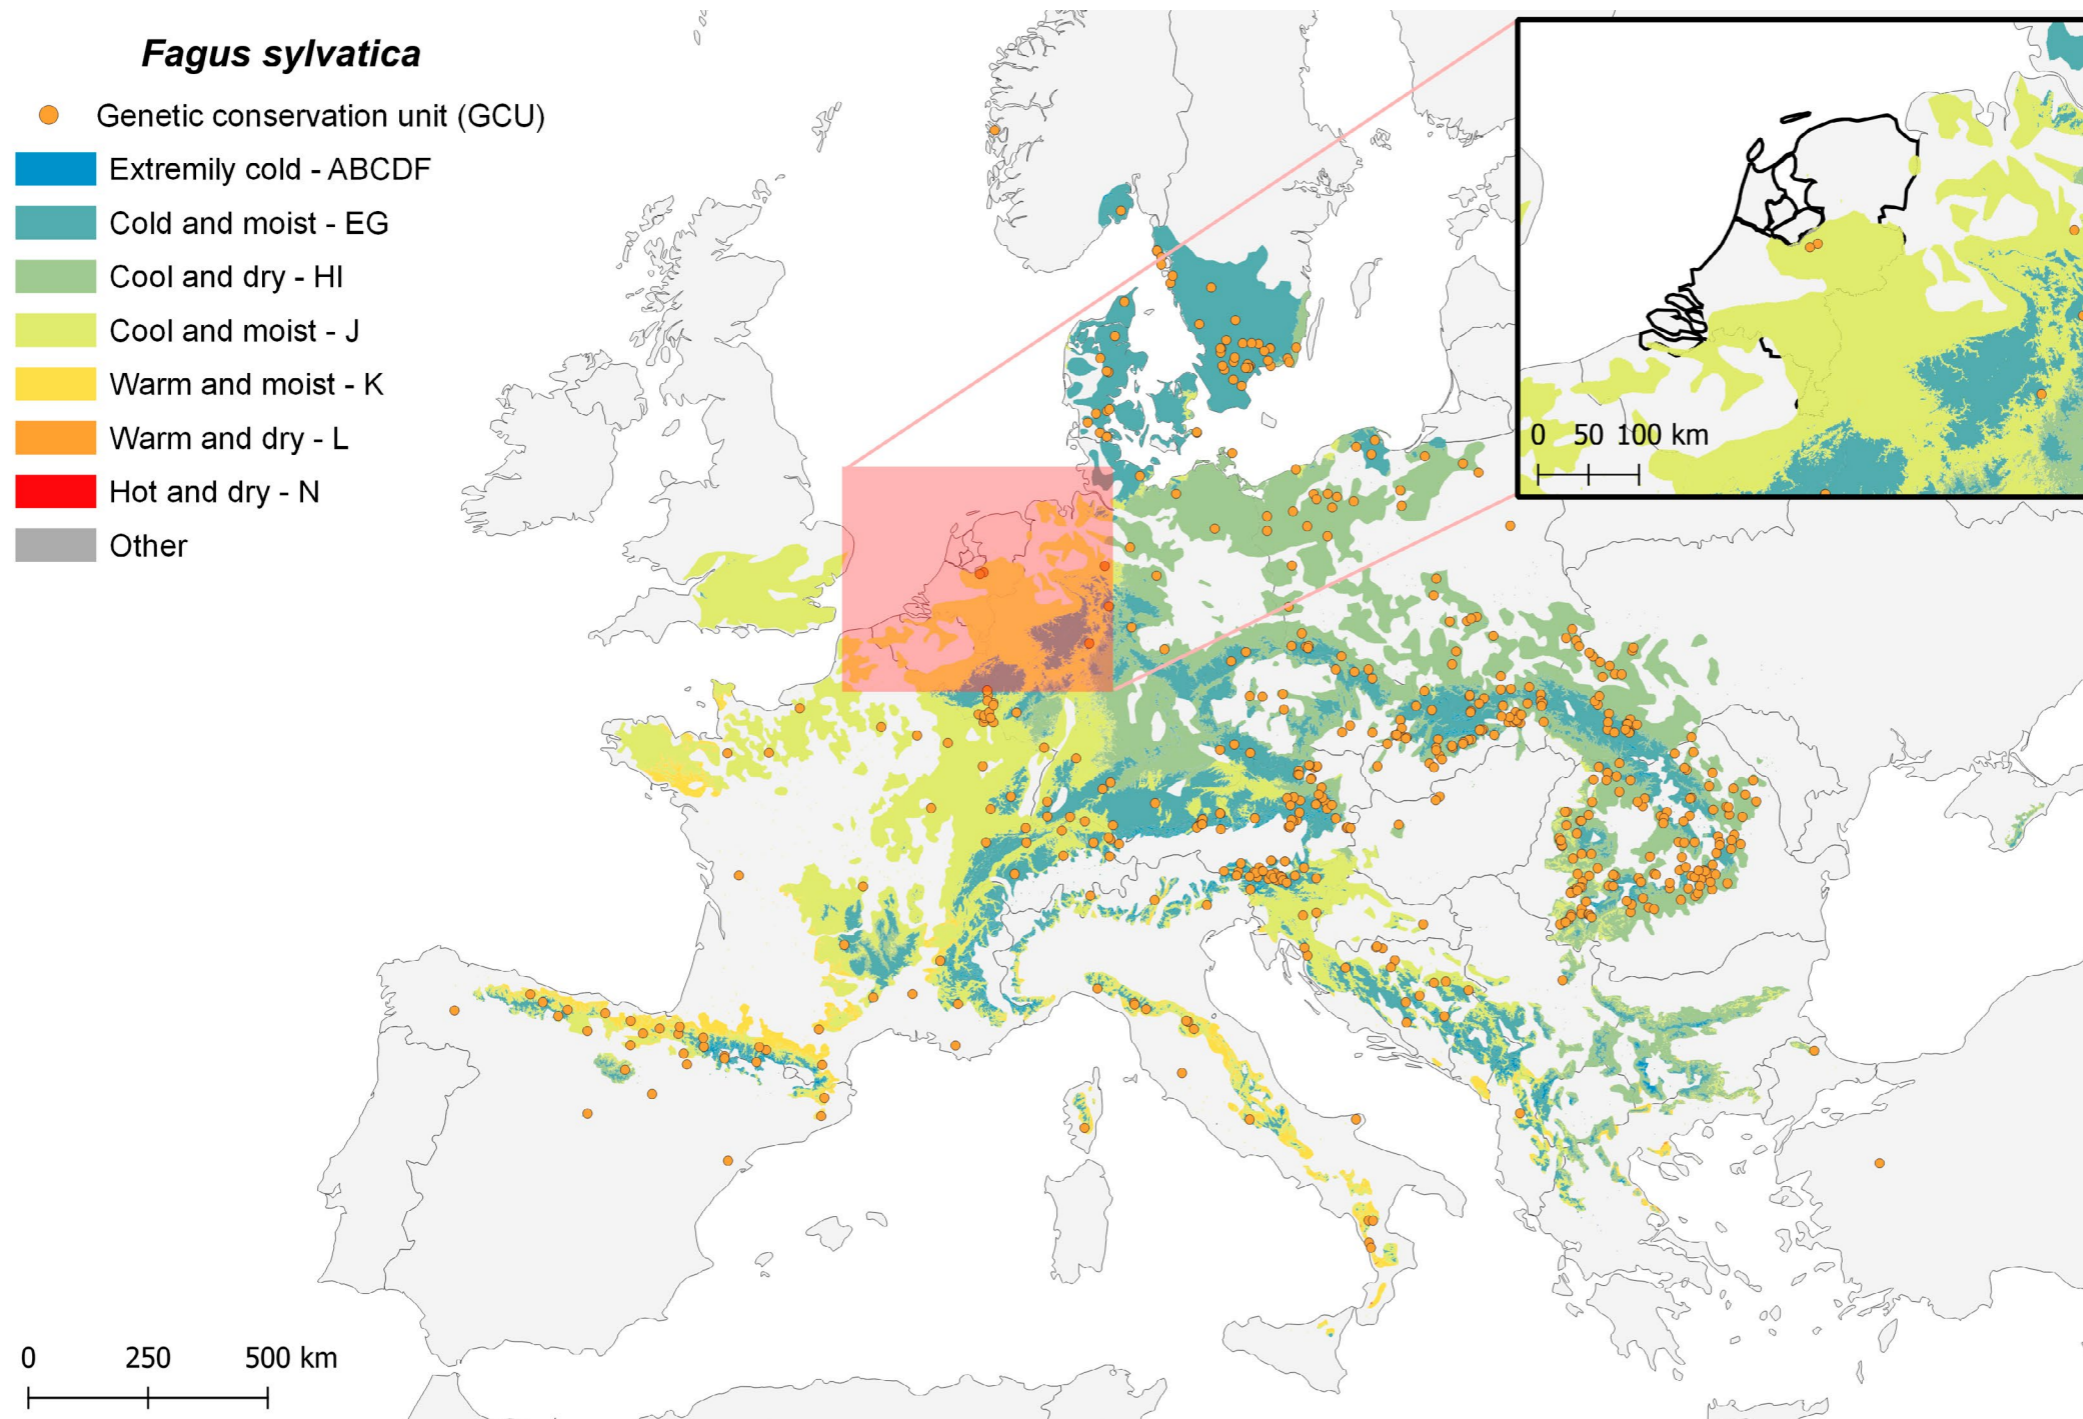 Fagus sylvatica
Genetic conservation unit (GCU)
Extremily cold - ABCDF
Cold and moist - EG
Cool and dry - HI
Cool and moist - J
Warm and moist - K
Warm and dry - L
Hot and dry - N
Other
0 50 100 km
0 250 500 km